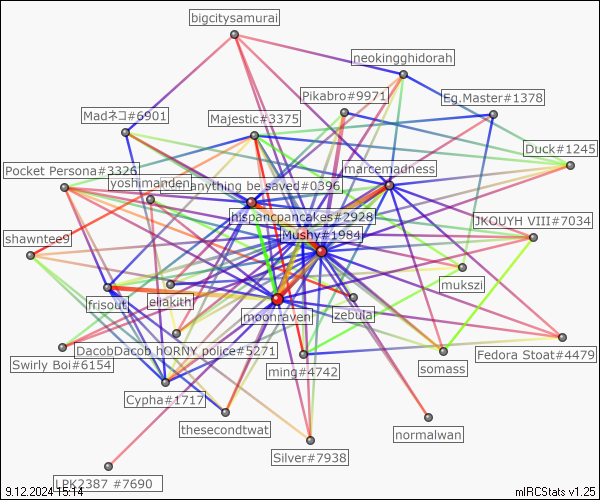 bigcitysamurai
neokingghidorah
Pikabro#9971
Eg.Master#1378
Madネコ#6901
Majestic#3375
Duck#1245
Pocket Persona#3326
marcemadness
yoshimanden
anything be saved#0396
hispancpancakes#2928
JKOUYH VIII#7034
shawntee9
Mushy#1984
mukszi
frisout
eliakith
zebula
moonraven
DacobDacob
hORNY police#5271
Swirly Boi#6154
Fedora Stoat#4479
ming#4742
somass
Cypha#1717
thesecondtwat
normalwan
Silver#7938
LPK2387 #7690
9.12.2024 15:14
mIRCStats v1.25